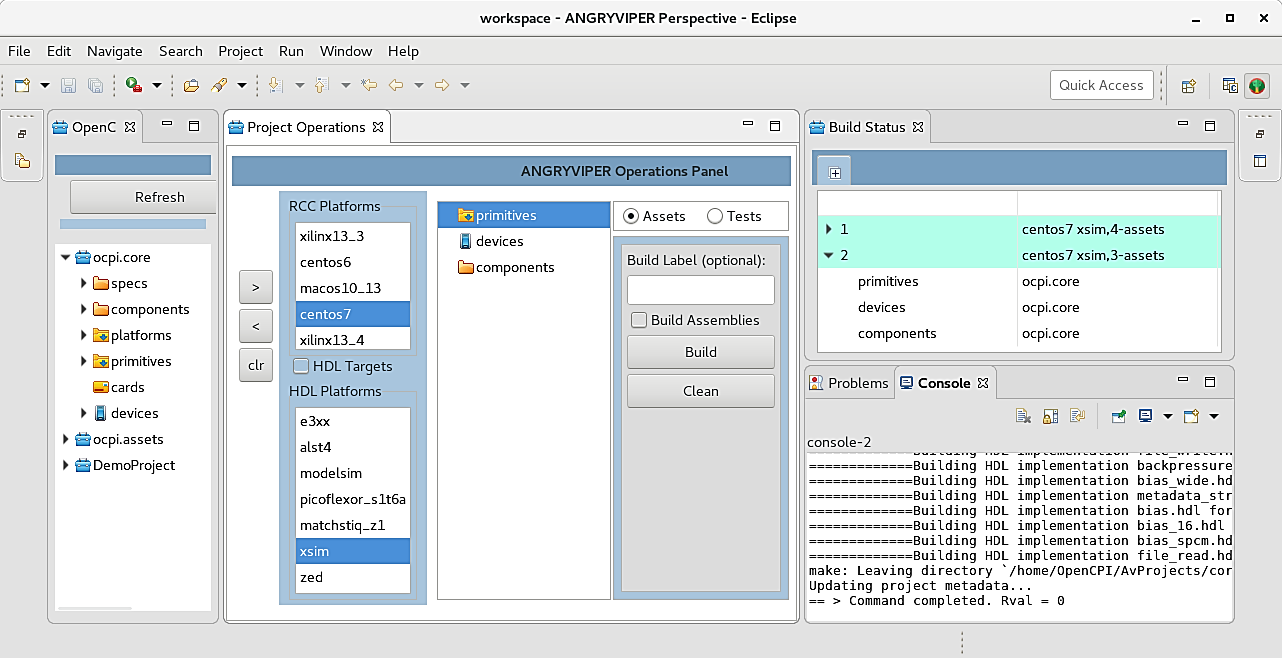 workspace - ANGRYVIPER Perspective - Eclipse
File Edit Navigate Search Project Run Window Help
Quick Access
OpenC
Refresh
ocpi.core
specs
components
platforms
primitives
cards
devices
ocpi.assets
DemoProject
Project Operations
ANGRYVIPER Operations Panel
>
<
clr
RCC Platforms
xilinx13_3
centos6
macos10_13
centos7
xilinx13_4
HDL Targets
HDL Platforms
e3xx
alst4
modelsim
picoflexor_s1t6a
matchstiq_z1
xsim
zed
primitives
devices
components
Assets Tests
Build Label (optional):
Build Assemblies
Build
Clean
Build Status
1 centos7 xsim,4-assets
2 centos7 xsim,3-assets
primitives ocpi.core
devices ocpi.core
components ocpi.core
Problems Console
console-2
=============Building HDL implementation file_write.h
=============Building HDL implementation backpressure
=============Building HDL implementation bias_wide.hd
=============Building HDL implementation metadata_str
=============Building HDL implementation bias.hdl for
=============Building HDL implementation bias_16.hdl
=============Building HDL implementation bias_spcm.hd
=============Building HDL implementation file_read.hd
make: Leaving directory `/home/OpenCPI/AvProjects/cor
Updating project metadata...
== > Command completed. Rval = 0